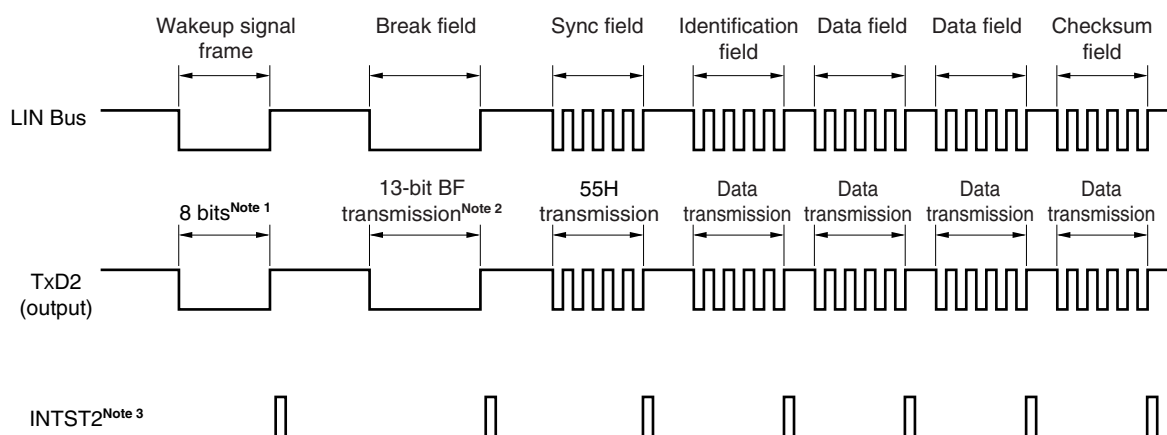 Wakeup signal frame
Break field
Sync field
Identification field
Data field
Data field
Checksum field
LIN Bus
8 bitsNote 1
13-bit BF transmissionNote 2
55H transmission
Data transmission
Data transmission
Data transmission
Data transmission
TxD2 (output)
INTST2Note 3